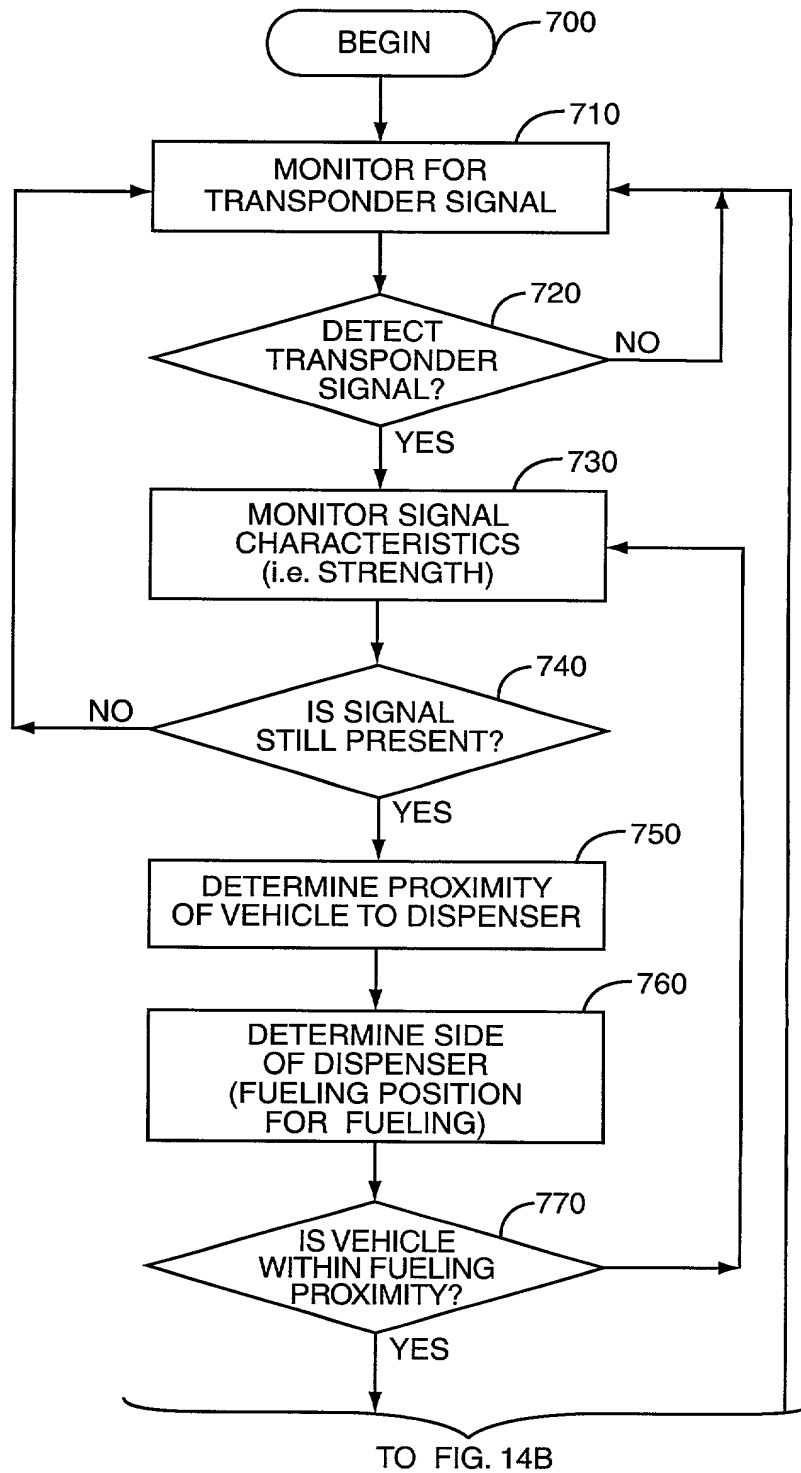 BEGIN
700
710
MONITOR FOR
TRANSPONDER SIGNAL
720
DETECT
TRANSPONDER
SIGNAL?
NO
YES
730
MONITOR SIGNAL
CHARACTERISTICS
(i.e. STRENGTH)
740
IS SIGNAL
STILL PRESENT?
NO
YES
750
DETERMINE PROXIMITY
OF VEHICLE TO DISPENSER
760
DETERMINE SIDE
OF DISPENSER
(FUELING POSITION
FOR FUELING)
770
IS VEHICLE
WITHIN FUELING
PROXIMITY?
YES
TO FIG. 14B